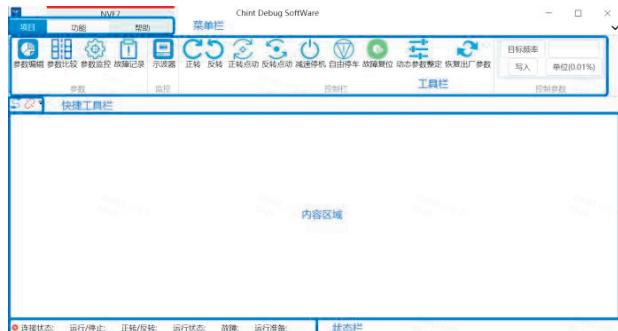 NVF7 Chint Debug SoftWare
项目 功能 帮助 菜单栏
参数编辑 参数比较 参数监控 故障记录 示波器 正转 反转 正转点动 反转点动 减速停机 自由停车 故障复位 动态参数整定 恢复出厂参数
目标频率
写入 单位(0.01%)
工具栏
参数 监控 控制栏 控制参数
快捷工具栏
内容区域
连接状态: 运行/停止: 正转/反转: 运行状态: 故障: 运行准备: 状态栏